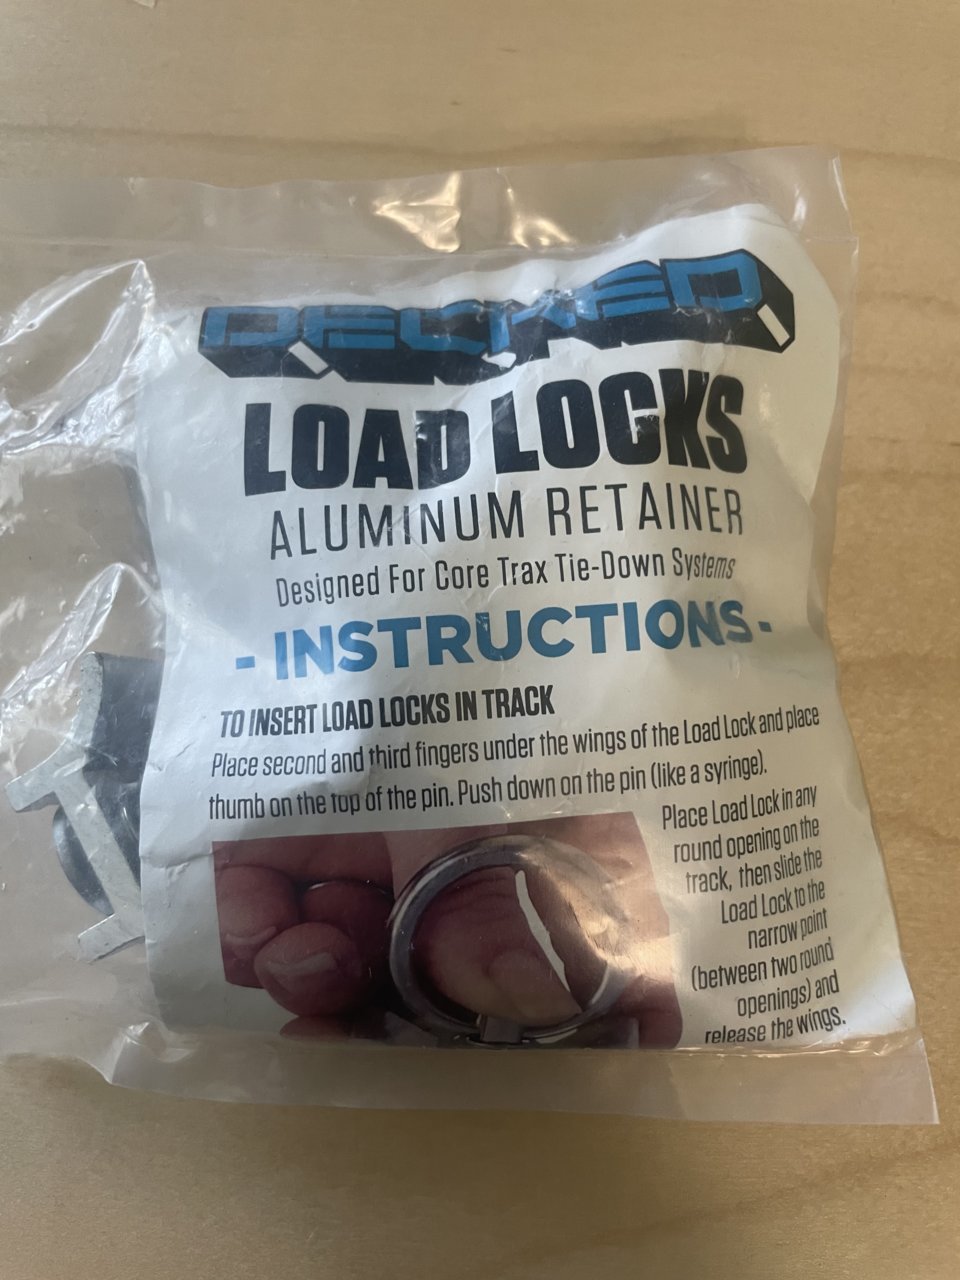 DECKED
LOAD LOCKS
ALUMINUM RETAINER
Designed For Core Trax Tie-Down Systems
- INSTRUCTIONS -
TO INSERT LOAD LOCKS IN TRACK
Place second and third fingers under the wings of the Load Lock and place
thumb on the top of the pin. Push down on the pin (like a syringe).
Place Load Lock in any
round opening on the
track, then slide the
Load Lock to the
narrow point
(between two round
openings) and
release the wings.